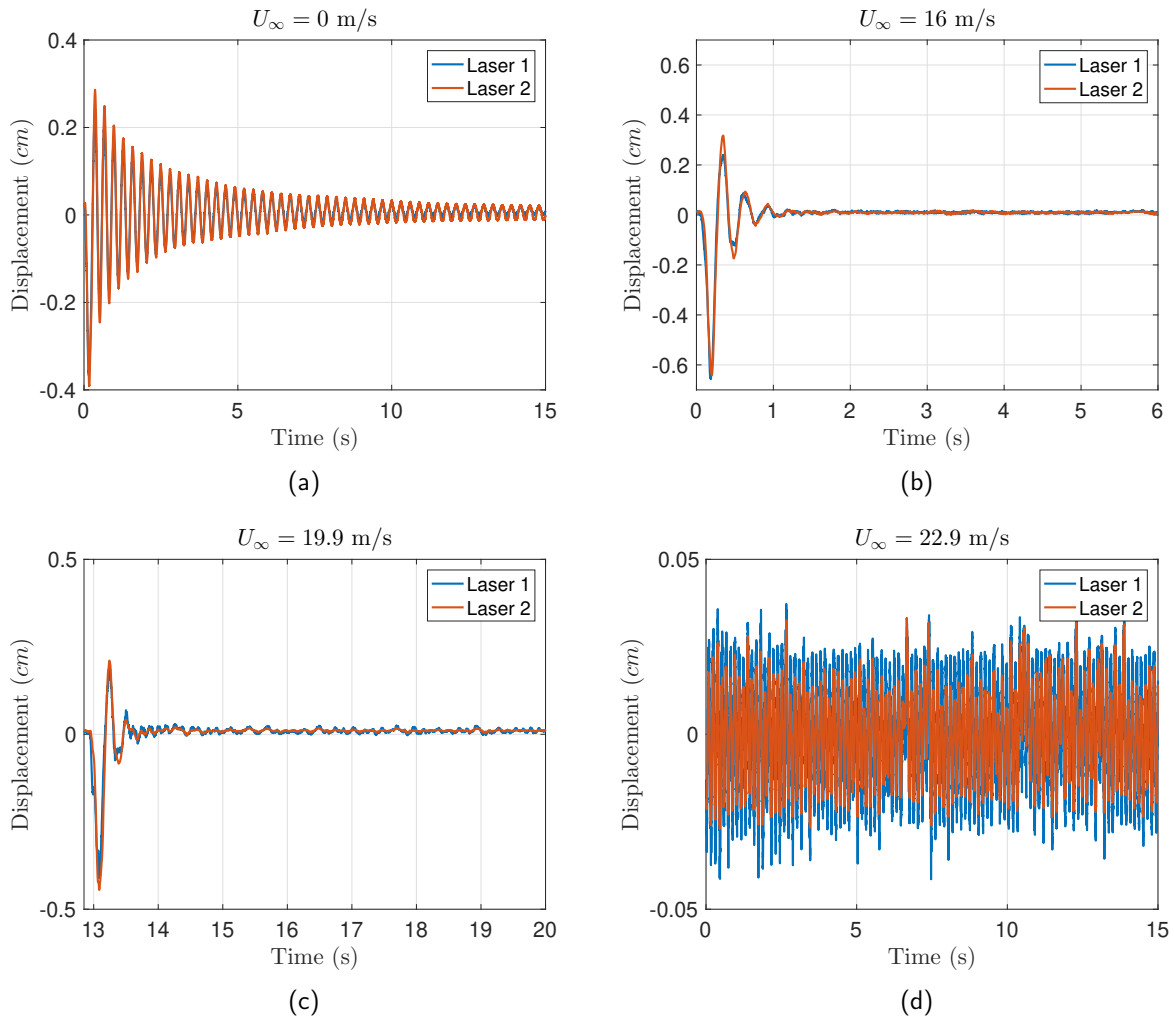 U∞ = 0 m/s
0.4
0.2
0
-0.2
-0.4
Displacement (cm)
0 5 10 15
Time (s)
Laser 1
Laser 2
(a)
U∞ = 16 m/s
0.6
0.4
0.2
0
-0.2
-0.4
-0.6
Displacement (cm)
0 1 2 3 4 5 6
Time (s)
Laser 1
Laser 2
(b)
U∞ = 19.9 m/s
0.5
0
-0.5
Displacement (cm)
13 14 15 16 17 18 19 20
Time (s)
Laser 1
Laser 2
(c)
U∞ = 22.9 m/s
0.05
0
-0.05
Displacement (cm)
0 5 10 15
Time (s)
Laser 1
Laser 2
(d)